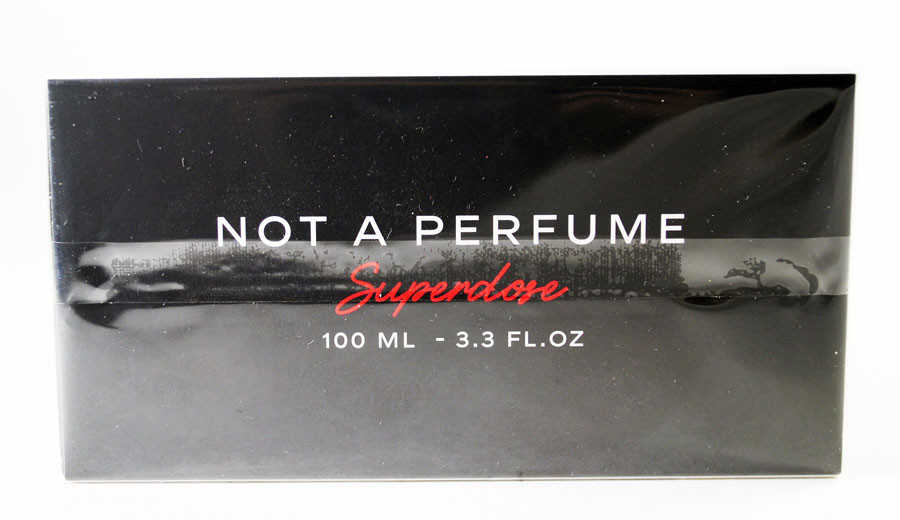 NOT A PERFUME
Superdose
100 ML - 3.3 FL.OZ